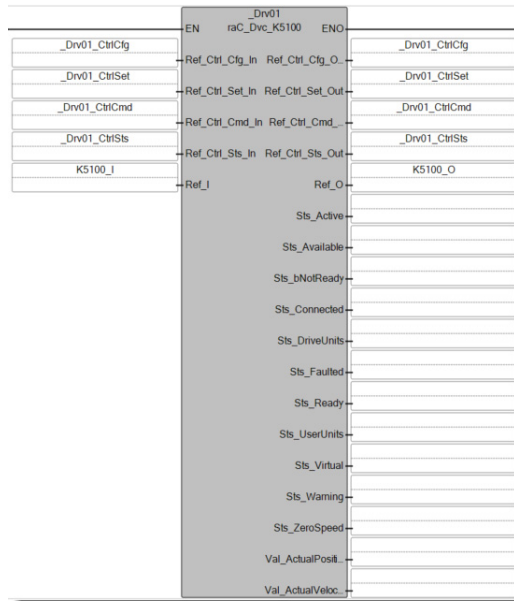 _Drv01
EN raC_Dvc_K5100 ENO
_Drv01_CtrlCfg _Drv01_CtrlCfg
Ref_Ctrl_Cfg_In Ref_Ctrl_Cfg_O..
_Drv01_CtrlSet _Drv01_CtrlSet
Ref_Ctrl_Set_In Ref_Ctrl_Set_Out
_Drv01_CtrlCmd _Drv01_CtrlCmd
Ref_Ctrl_Cmd_In Ref_Ctrl_Cmd_..
_Drv01_CtrlSts _Drv01_CtrlSts
Ref_Ctrl_Sts_In Ref_Ctrl_Sts_Out
K5100_I K5100_O
Ref_I Ref_O
Sts_Active
Sts_Available
Sts_bNotReady
Sts_Connected
Sts_DriveUnits
Sts_Faulted
Sts_Ready
Sts_UserUnits
Sts_Virtual
Sts_Warning
Sts_ZeroSpeed
Val_ActualPositi..
Val_ActualVeloc..